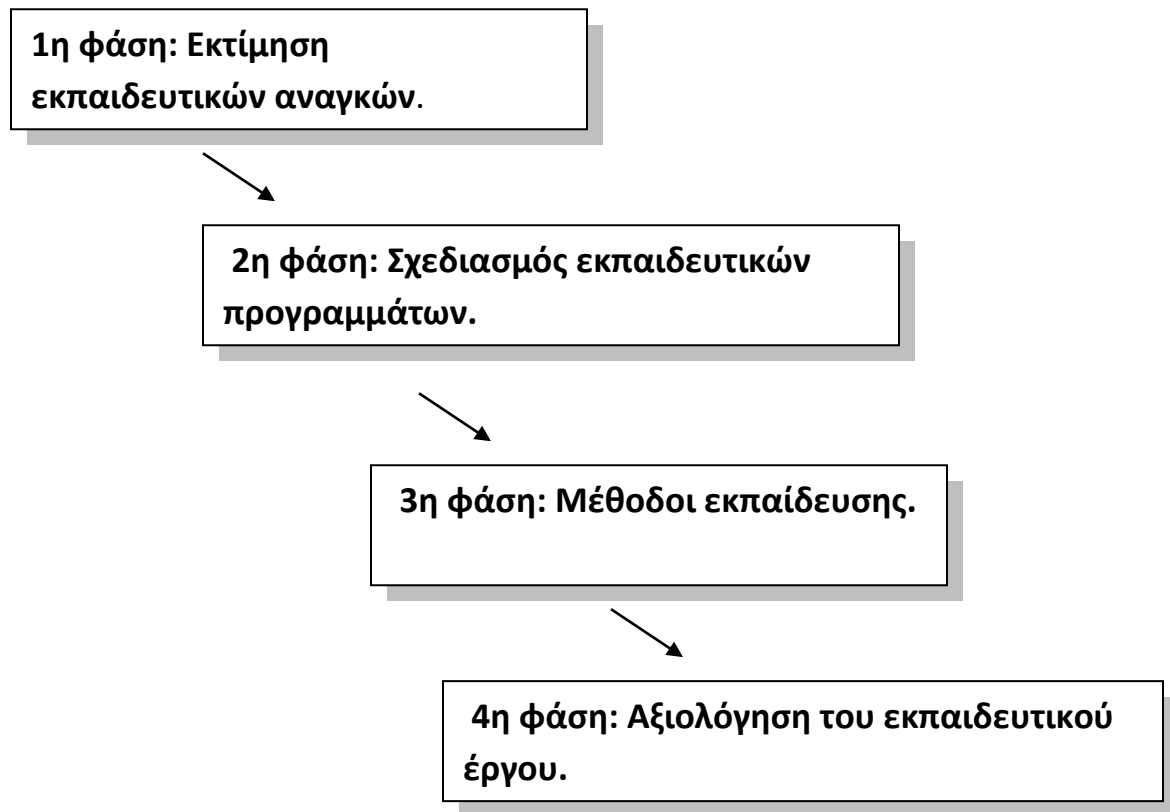 1η φάση: Εκτίμηση
εκπαιδευτικών αναγκών.
2η φάση: Σχεδιασμός εκπαιδευτικών
προγραμμάτων.
3η φάση: Μέθοδοι εκπαίδευσης.
4η φάση: Αξιολόγηση του εκπαιδευτικού
έργου.